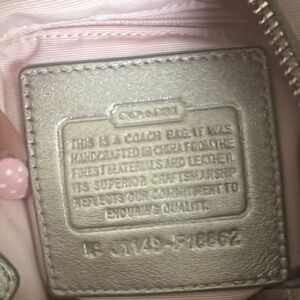 COACH
THIS IS A COACH BAG. IT WAS
HANDCRAFTED IN CHINA FROM THE
FINEST MATERIALS AND LEATHER.
ITS SUPERIOR CRAFTSMANSHIP
REFLECTS OUR COMMITMENT TO
ENDURING QUALITY.